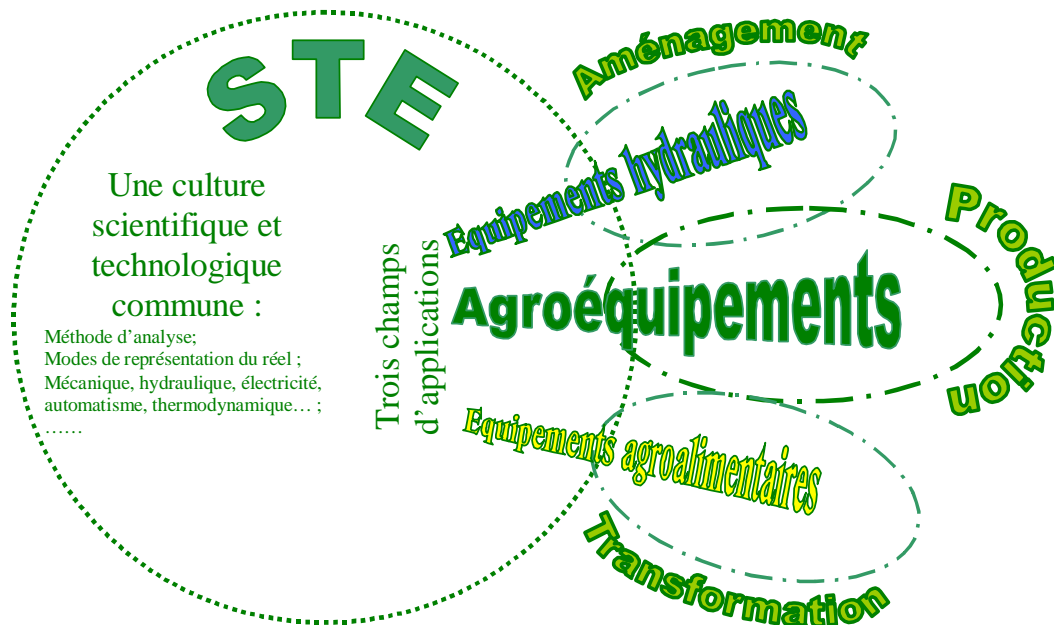 STE
Une culture
scientifique et
technologique
commune :
Méthode d'analyse;
Modes de représentation du réel ;
Mécanique, hydraulique, électricité,
automatisme, thermodynamique… ;
……
Trois champs
d'applications
Aménagement
Equipements hydrauliques
Production
Agroéquipements
Equipements agroalimentaires
Transformation